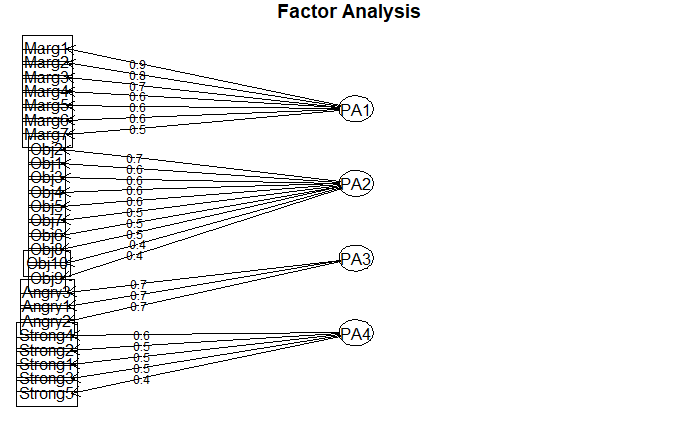 Factor Analysis
Marg1
Marg2
Marg3
Marg4
Marg5
Marg6
Marg7
0.9
0.8
0.7
0.6
0.6
0.6
0.5
PA1
Obj2
Obj1
Obj3
Obj4
Obj5
Obj7
Obj6
Obj8
Obj10
Obj9
0.7
0.6
0.6
0.6
0.6
0.5
0.5
0.5
0.4
0.4
PA2
Angry3
Angry1
Angry2
0.7
0.7
0.7
PA3
Strong4
Strong2
Strong1
Strong3
Strong5
0.6
0.5
0.5
0.5
0.4
PA4